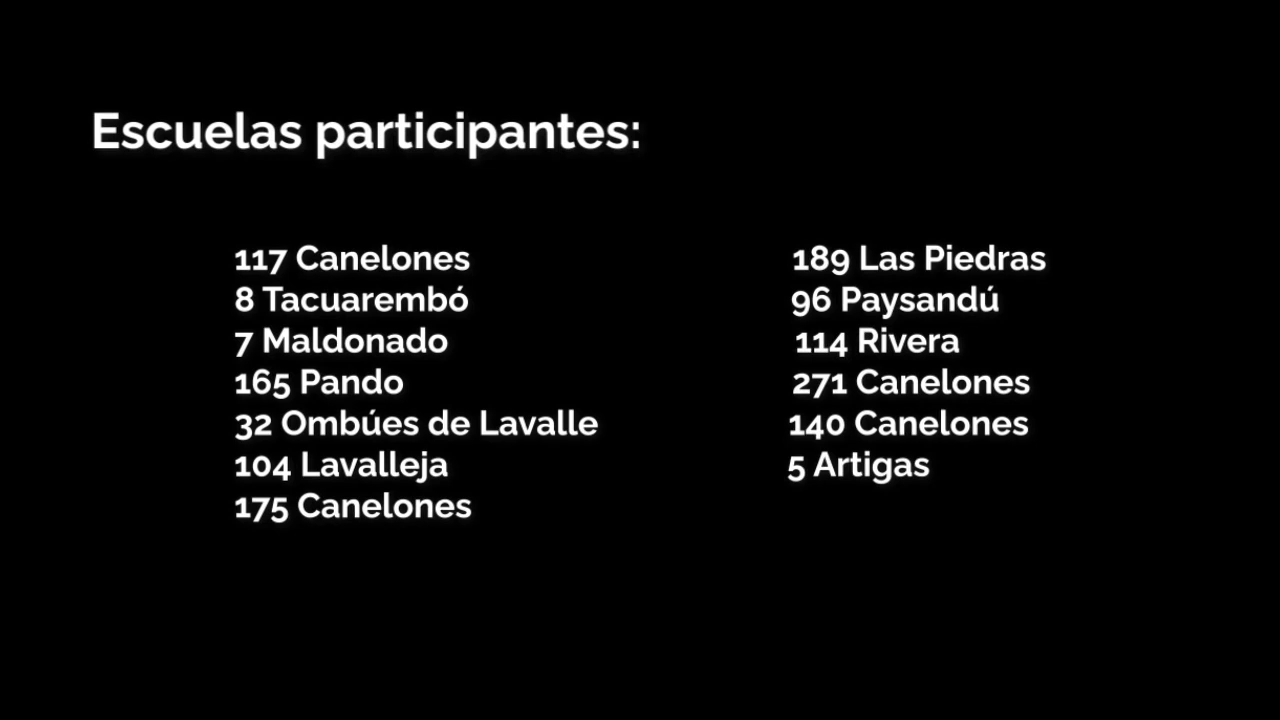 Escuelas participantes:
117 Canelones
8 Tacuarembó
7 Maldonado
165 Pando
32 Ombúes de Lavalle
104 Lavalleja
175 Canelones
189 Las Piedras
96 Paysandú
114 Rivera
271 Canelones
140 Canelones
5 Artigas